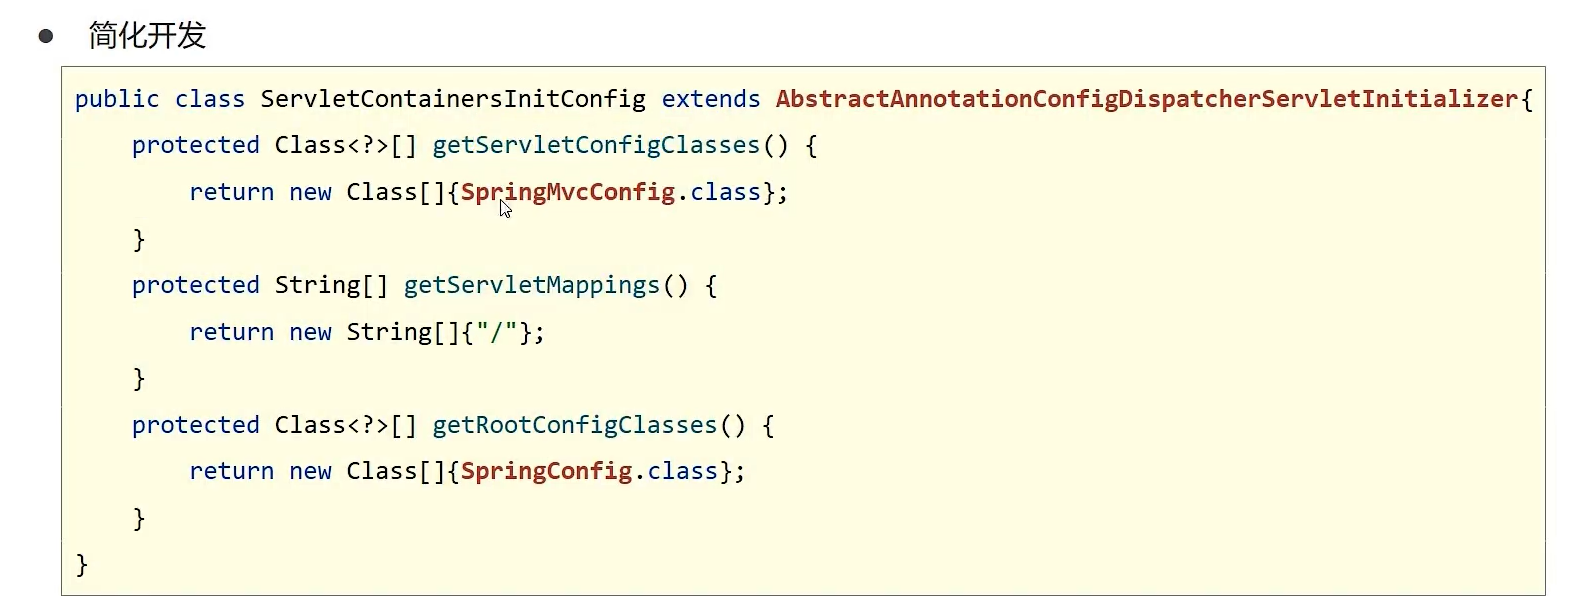 ● 简化开发
public class ServletContainersInitConfig extends AbstractAnnotationConfigDispatcherServletInitializer{
    protected Class<?>[] getServletConfigClasses() {
        return new Class[]{SpringMvcConfig.class};
    }
    protected String[] getServletMappings() {
        return new String[]{"/"};
    }
    protected Class<?>[] getRootConfigClasses() {
        return new Class[]{SpringConfig.class};
    }
}